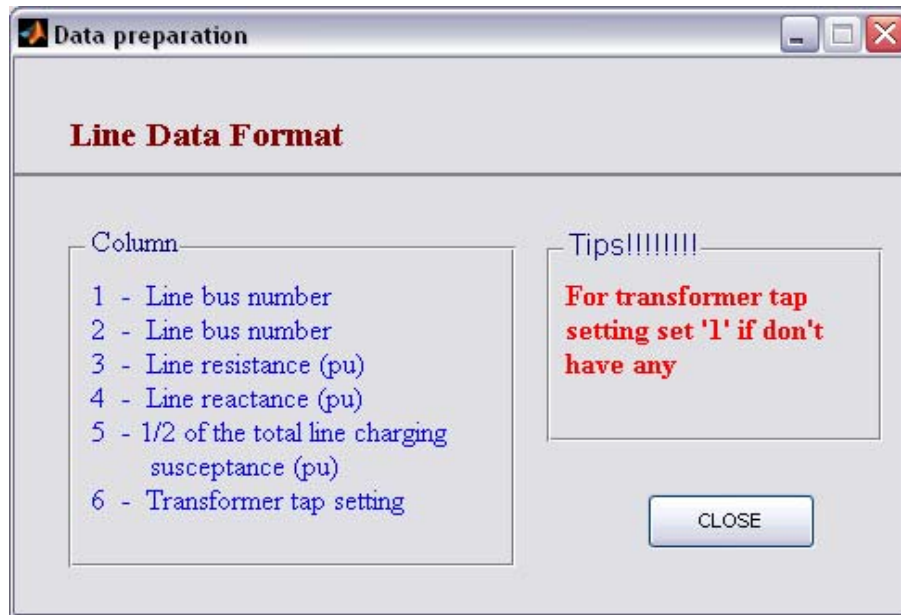 Data preparation
Line Data Format
Column
1 - Line bus number
2 - Line bus number
3 - Line resistance (pu)
4 - Line reactance (pu)
5 - 1/2 of the total line charging
susceptance (pu)
6 - Transformer tap setting
Tips!!!!!!!!!
For transformer tap
setting set '1' if don't
have any
CLOSE